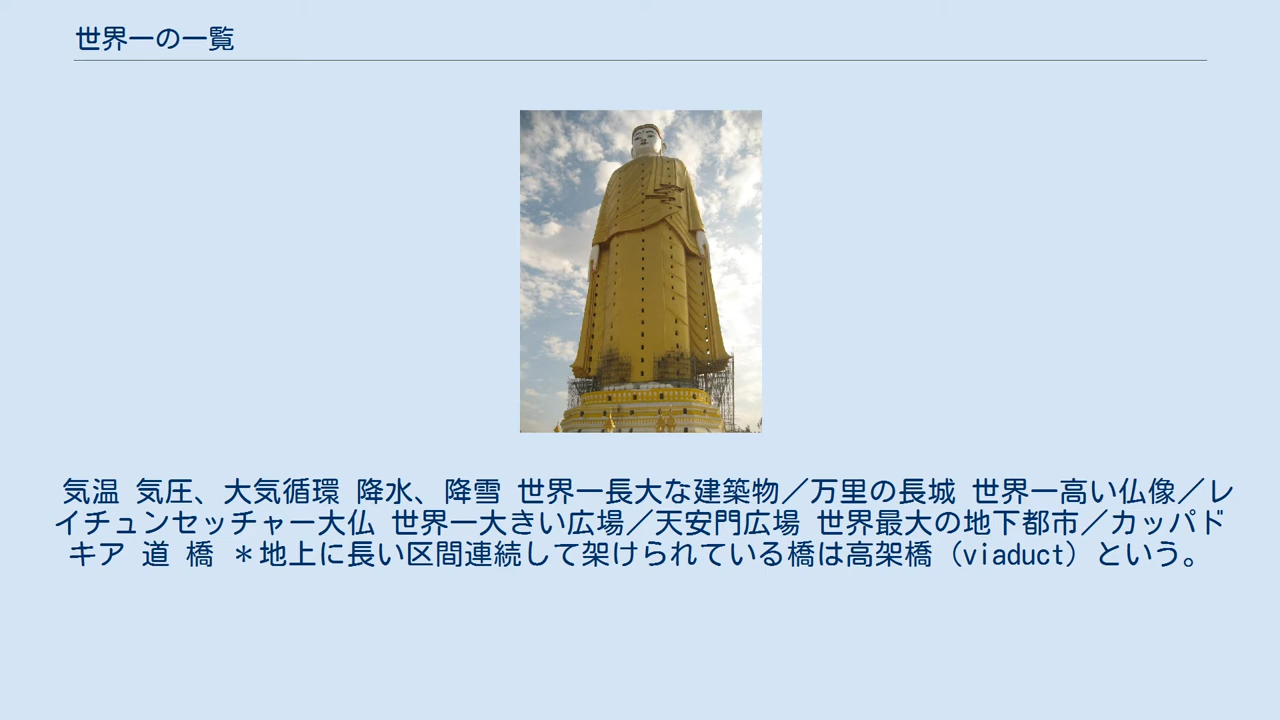 世界一の一覧
気温 気圧、大気循環 降水、降雪 世界一長大な建築物／万里の長城 世界一高い仏像／レ
イチュンセッチャー大仏 世界一大きい広場／天安門広場 世界最大の地下都市／カッパド
キア 道 橋 ＊地上に長い区間連続して架けられている橋は高架橋（viaduct）という。